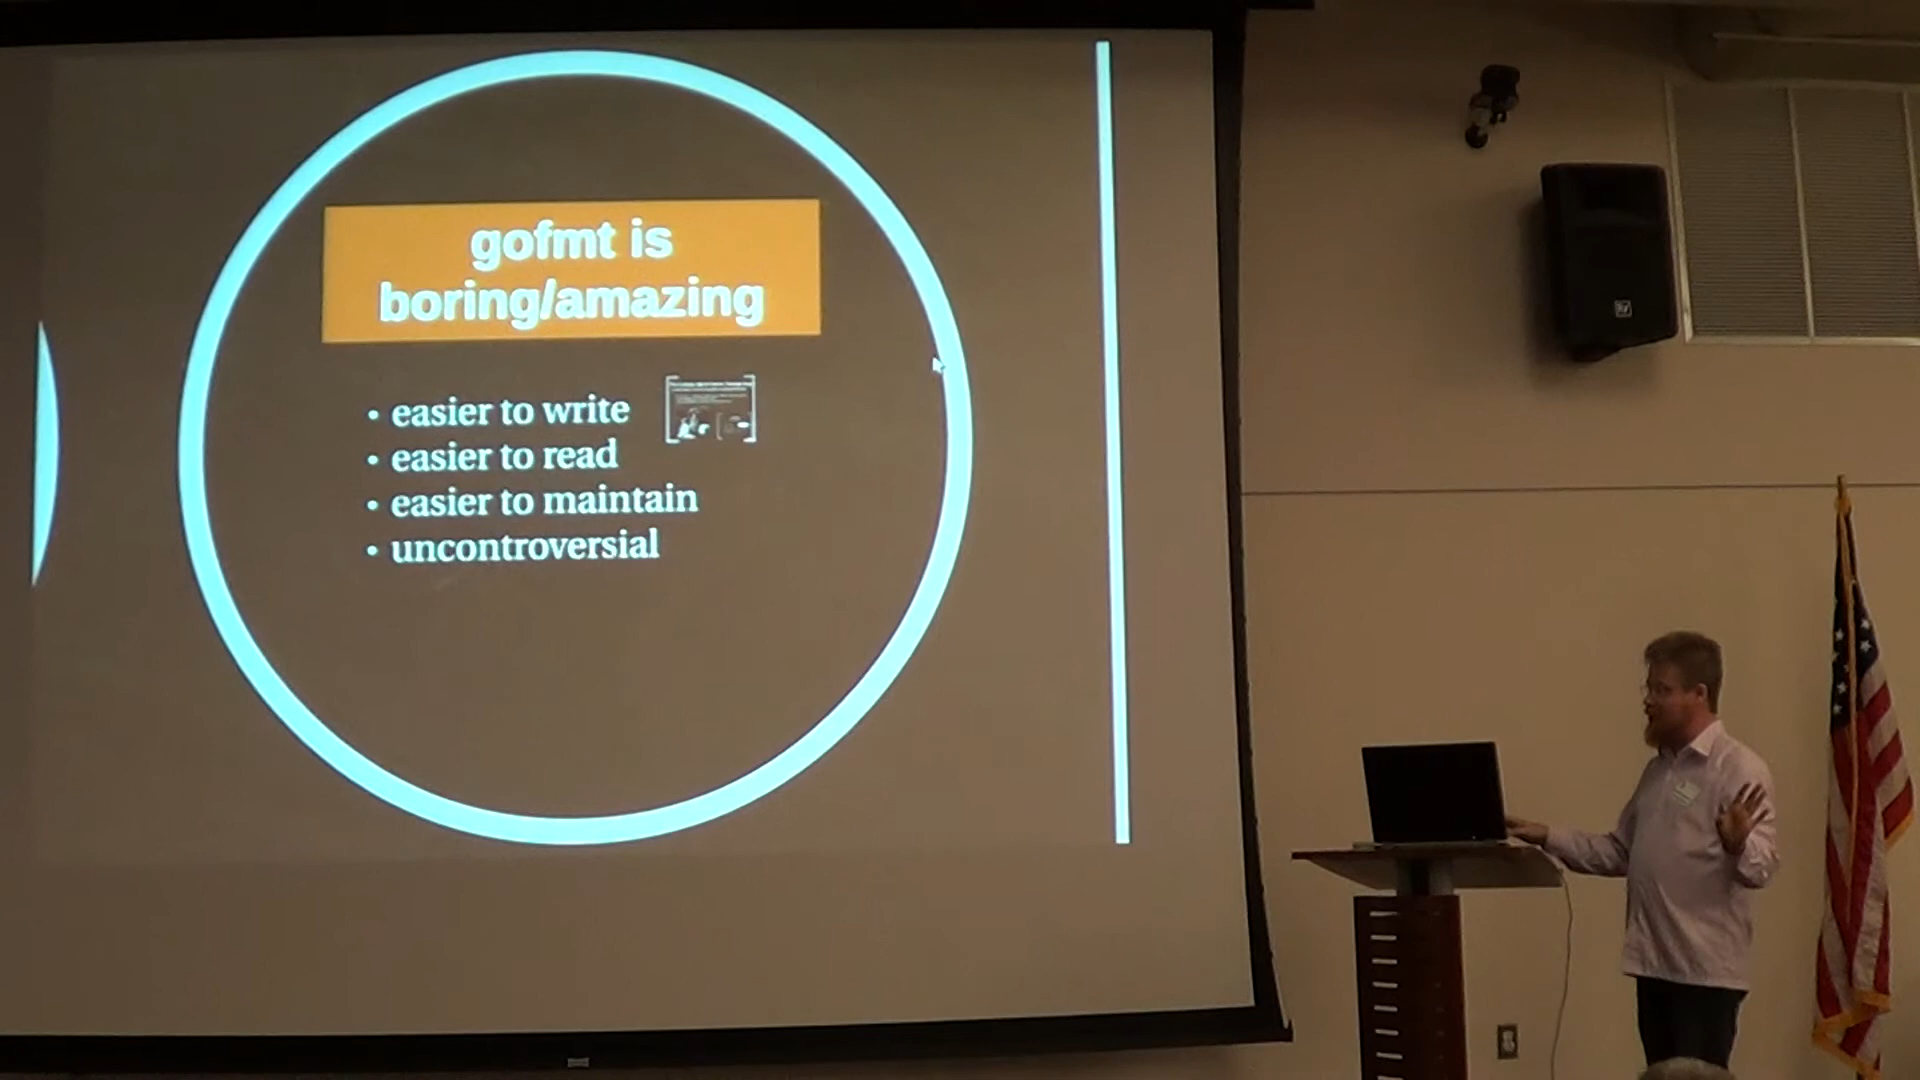 gofmt is
boring/amazing
• easier to write
• easier to read
• easier to maintain
• uncontroversial